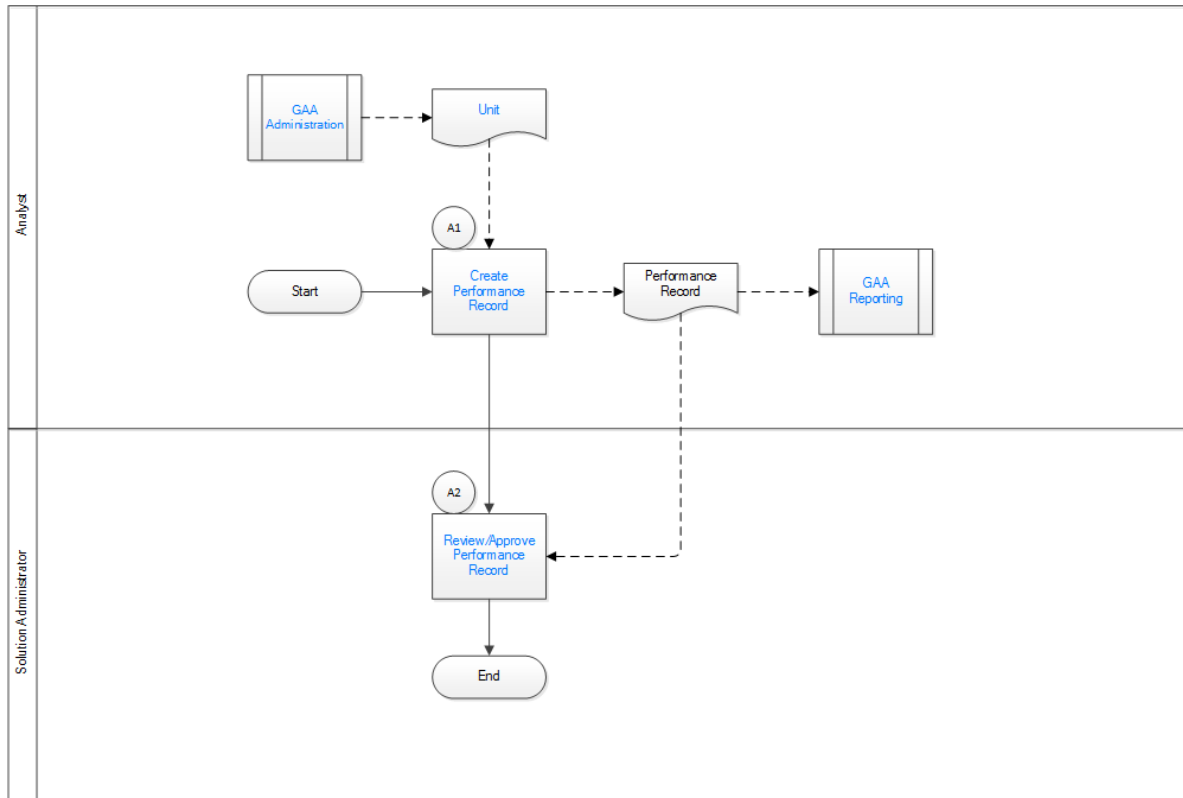 Analyst
GAA
Administration
Unit
A1
Start
Create
Performance
Record
Performance
Record
GAA
Reporting
Solution Administrator
A2
Review/Approve
Performance
Record
End